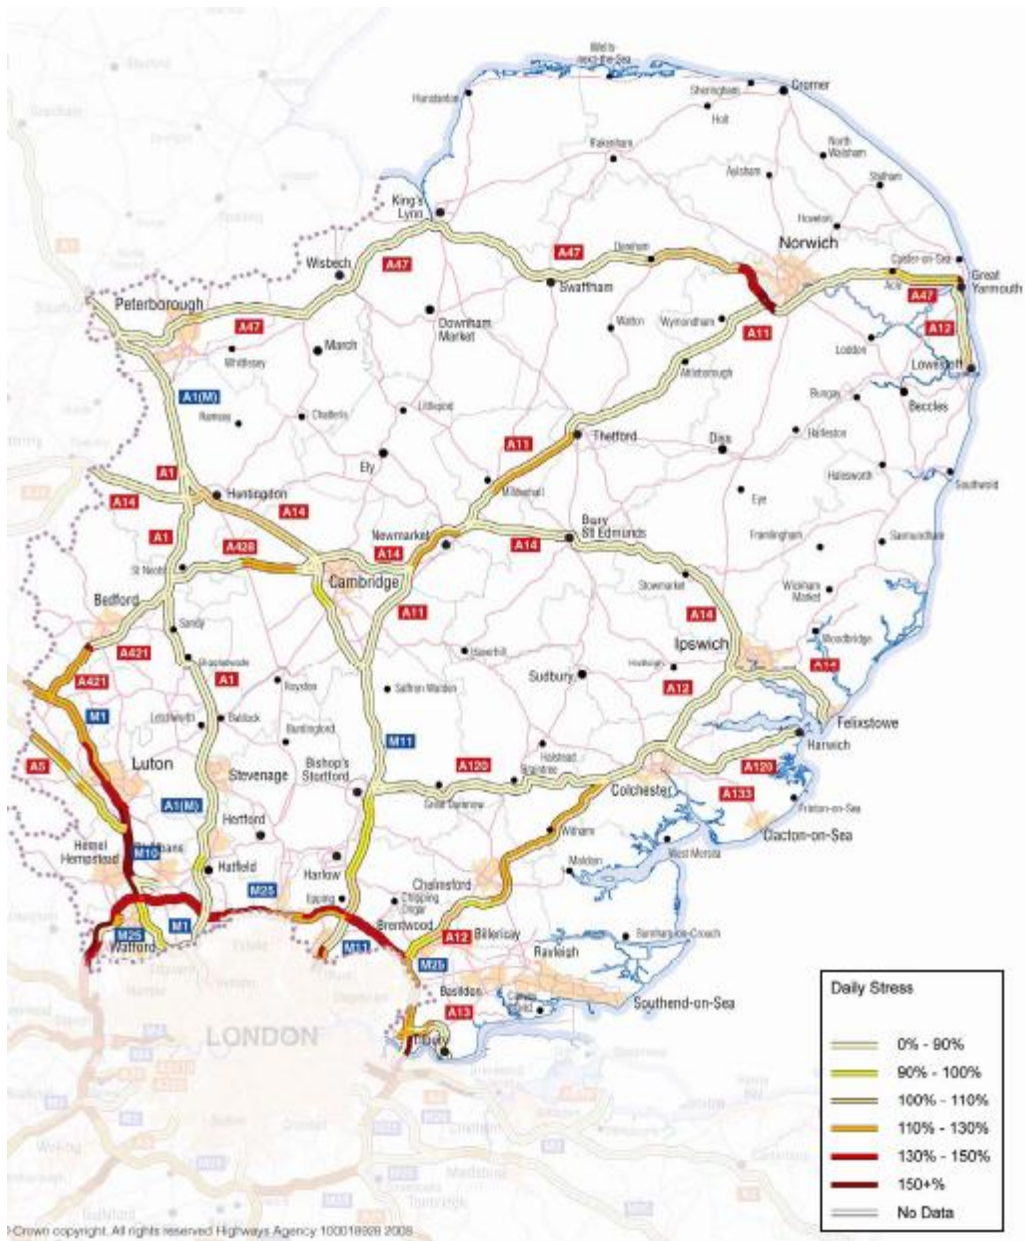 Wells-
next-the-Sea
Cromer
Sheringham
Hunstanton
Holt
North
Walsham
Fakenham
Aylsham
Stalham
King's
Lynn
Hoveton
Norwich
A47
Dereham
Caister-on-Sea
Wisbech
A47
Great
Yarmouth
Swaffham
Acle
A47
Peterborough
Downham
Market
Watton
Wymondham
A11
A12
A47
Whittlesey
March
Loddon
Lowestoft
Attleborough
A1(M)
Bungay
Beccles
Ramsey
Chatteris
Littleport
Thetford
Diss
Harleston
A11
Ely
Halesworth
A1
Mildenhall
Southwold
A14
Huntingdon
A14
Eye
Newmarket
Bury
St Edmunds
A1
A428
A14
A14
Framlingham
Saxmundham
St Neots
Cambridge
Stowmarket
Wickham
Market
Bedford
A11
A14
Sandy
Ipswich
Woodbridge
A421
Haverhill
Hadleigh
A14
Biggleswade
Sudbury
A421
A1
Royston
Saffron Walden
A12
M1
Letchworth
Baldock
Felixstowe
Buntingford
M11
Harwich
Halstead
A5
Luton
Bishop's
Stortford
A120
Braintree
A120
Stevenage
Great Dunmow
Colchester
A133
A1(M)
Frinton-on-Sea
Hertford
Witham
Clacton-on-Sea
Hemel
Hempstead
M10
West Mersea
Hatfield
Harlow
Maldon
M25
Chelmsford
Epping
Chipping
Ongar
M25
M1
Brentwood
Watford
M11
A12
Billericay
Burnham-on-Crouch
M25
Rayleigh
Basildon
Southend-on-Sea
A13
LONDON
Daily Stress
0% - 90%
90% - 100%
100% - 110%
110% - 130%
130% - 150%
150+%
No Data
Crown copyright. All rights reserved Highways Agency 100018928 2008